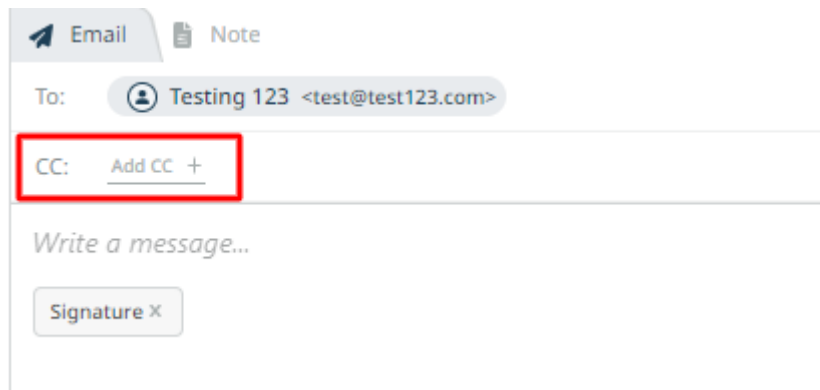 Email Note
To: Testing 123 <test@test123.com>
CC: Add CC +
Write a message...
Signature x